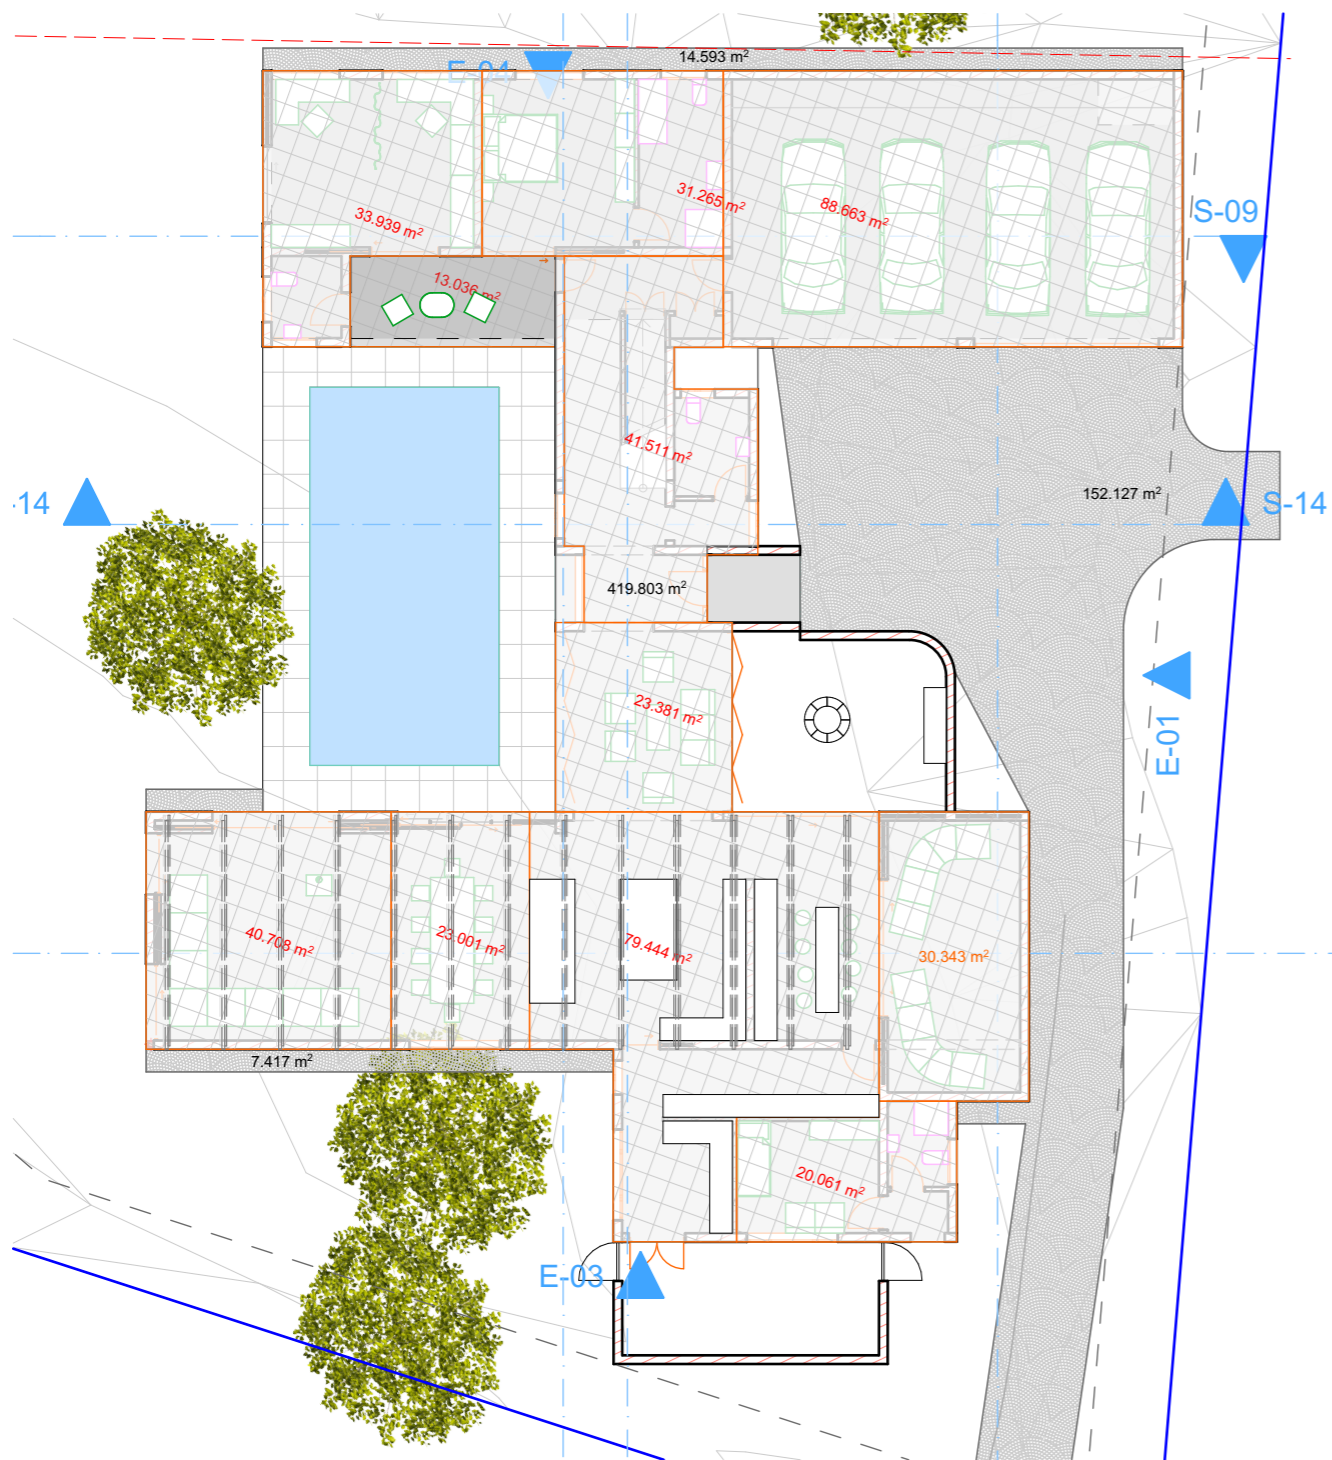 14.593 m²
E-04
S-09
31.265 m²
88.663 m²
33.939 m²
13.036 m²
41.511 m²
152.127 m²
-14
S-14
419.803 m²
23.381 m²
E-01
40.708 m²
23.001 m²
79.444 m²
30.343 m²
7.417 m²
20.061 m²
E-03